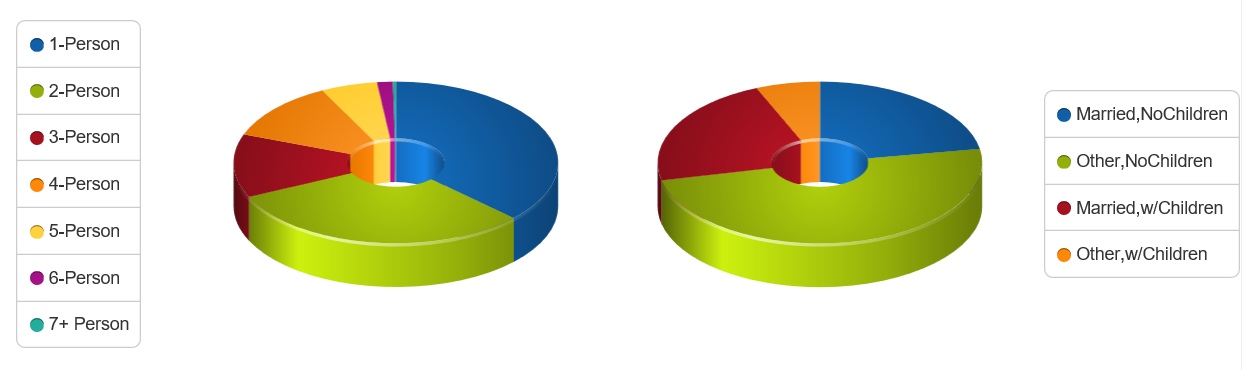 1-Person
2-Person
3-Person
4-Person
5-Person
6-Person
7+ Person
Married,NoChildren
Other,NoChildren
Married,w/Children
Other,w/Children